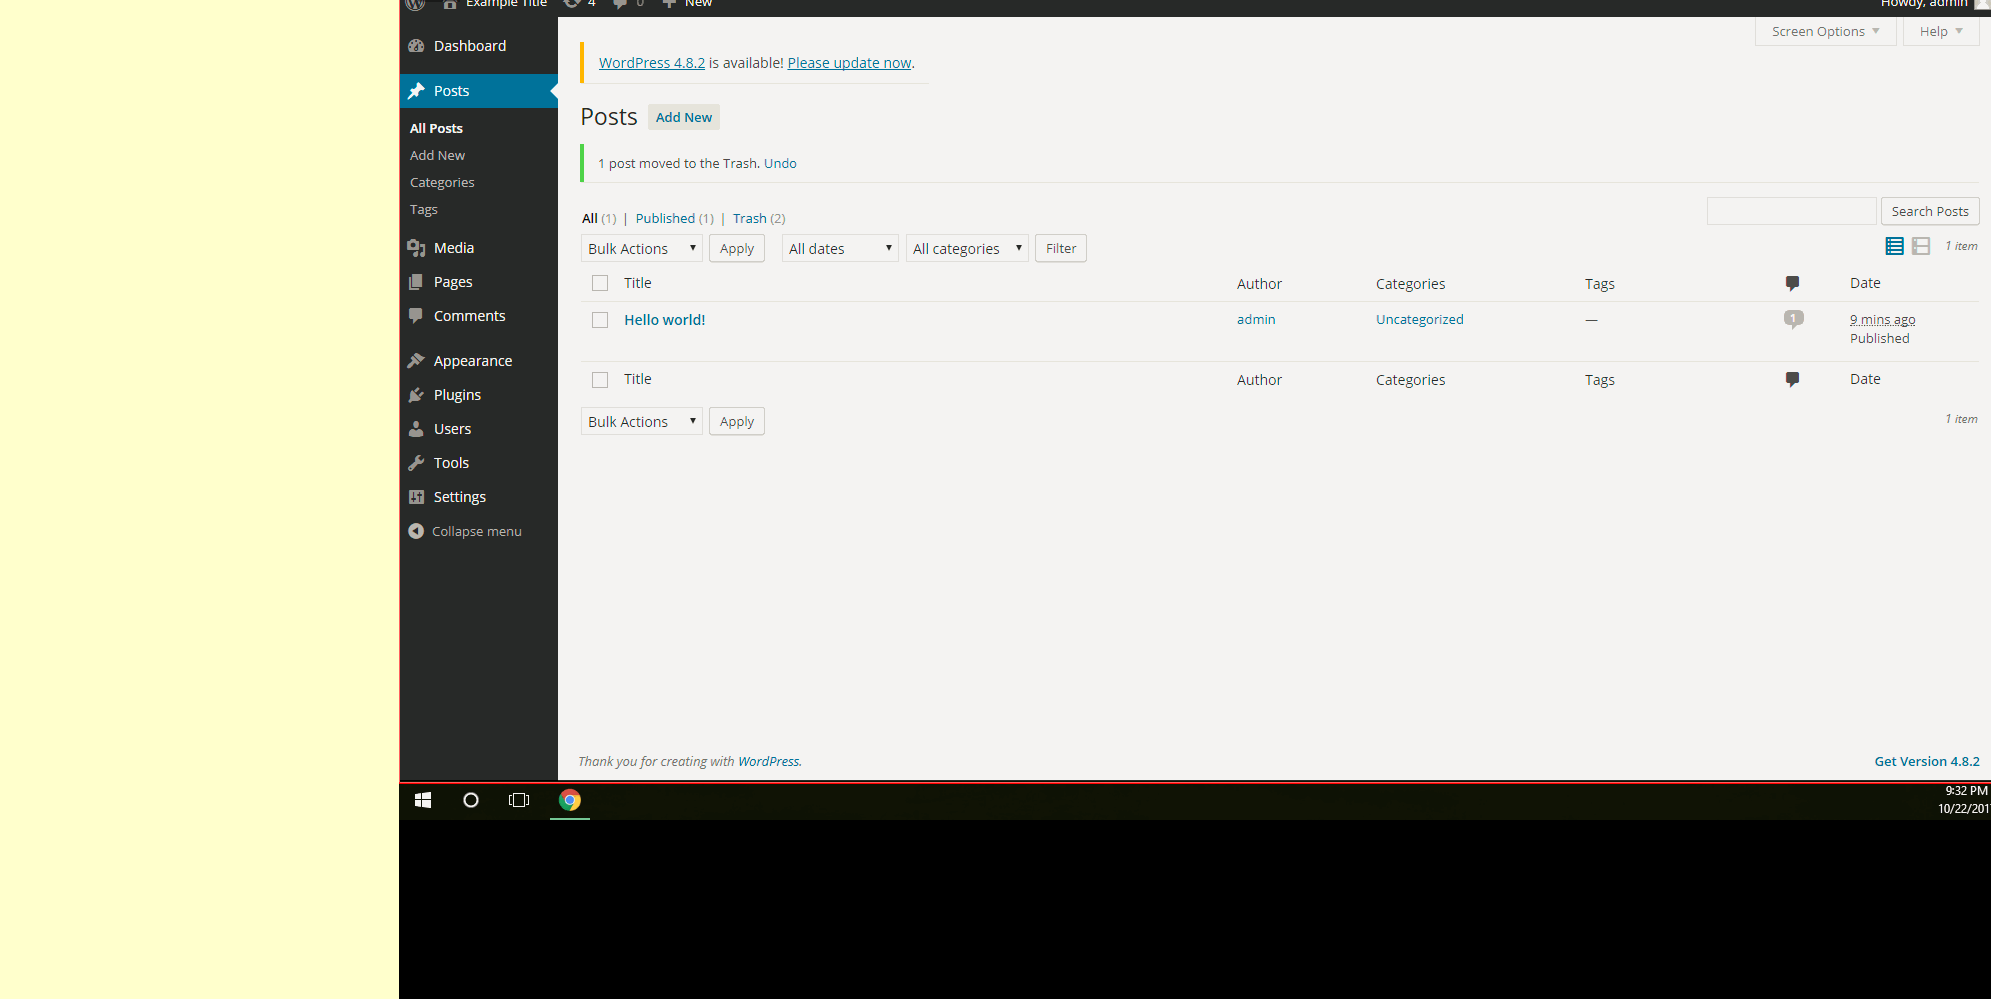 Example Title 4 0 New Howdy, admin
Dashboard
Posts
All Posts
Add New
Categories
Tags
Media
Pages
Comments
Appearance
Plugins
Users
Tools
Settings
Collapse menu
Screen Options Help
WordPress 4.8.2 is available! Please update now.
Posts Add New
1 post moved to the Trash. Undo
All (1) | Published (1) | Trash (2)
Search Posts
Bulk Actions Apply All dates All categories Filter
1 item
Title Author Categories Tags Date
Hello world! admin Uncategorized — 1 9 mins ago
Published
Title Author Categories Tags Date
Bulk Actions Apply
1 item
Thank you for creating with WordPress.
Get Version 4.8.2
9:32 PM
10/22/201